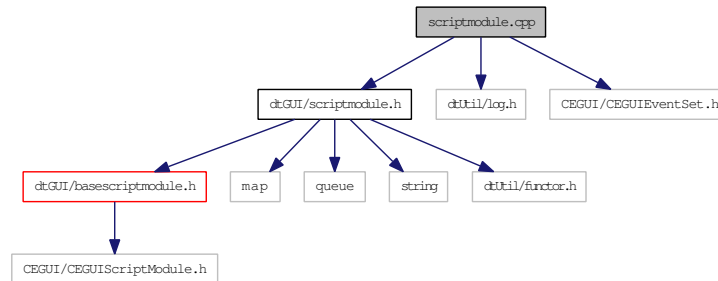 scriptmodule.cpp
dtGUI/scriptmodule.h
dtUtil/log.h
CEGUI/CEGUIEventSet.h
dtGUI/basescriptmodule.h
map
queue
string
dtUtil/functor.h
CEGUI/CEGUIScriptModule.h